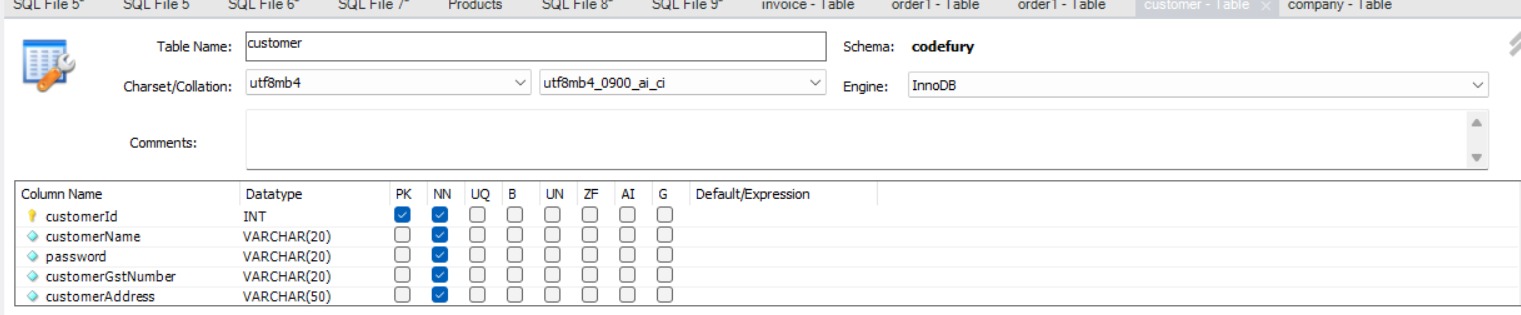 SQL File 5* SQL File 5 SQL File 6* SQL File 7* Products SQL File 8* SQL File 9* invoice - Table order1 - Table order1 - Table customer - Table × company - Table
Table Name: customer Schema: codefury
Charset/Collation: utf8mb4 utf8mb4_0900_ai_ci Engine: InnoDB
Comments:
Column Name Datatype PK NN UQ B UN ZF AI G Default/Expression
customerId INT
customerName VARCHAR(20)
password VARCHAR(20)
customerGstNumber VARCHAR(20)
customerAddress VARCHAR(50)